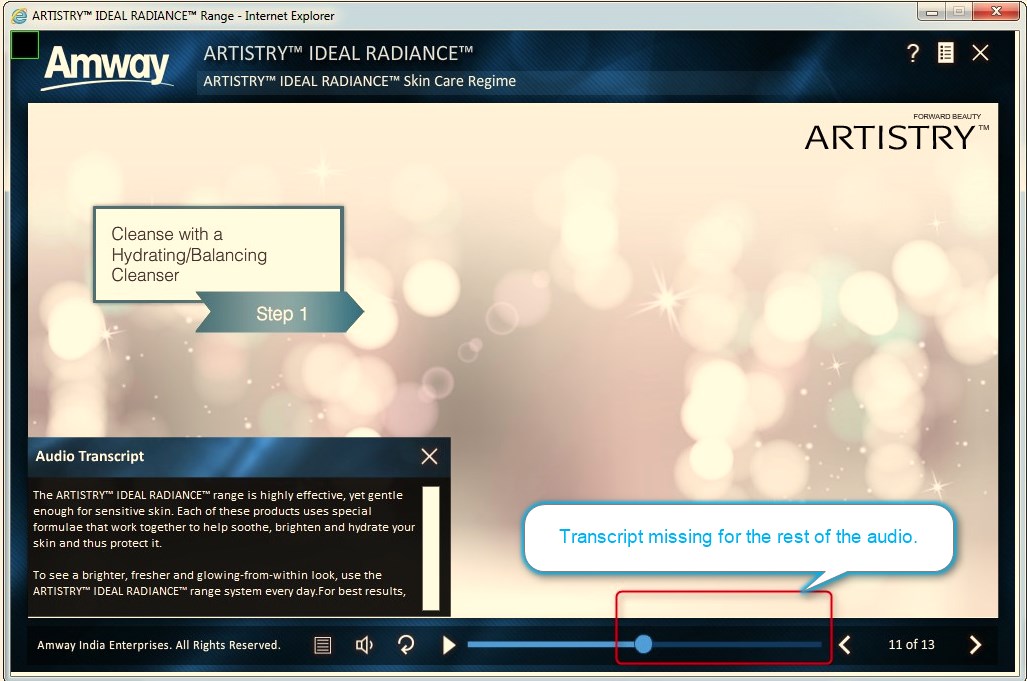 ARTISTRY™ IDEAL RADIANCE™ Range - Internet Explorer
Amway
ARTISTRY™ IDEAL RADIANCE™
ARTISTRY™ IDEAL RADIANCE™ Skin Care Regime
?
FORWARD BEAUTY
ARTISTRY™
Cleanse with a
Hydrating/Balancing
Cleanser
Step 1
Audio Transcript
The ARTISTRY™ IDEAL RADIANCE™ range is highly effective, yet gentle
enough for sensitive skin. Each of these products uses special
formulae that work together to help soothe, brighten and hydrate your
skin and thus protect it.
To see a brighter, fresher and glowing-from-within look, use the
ARTISTRY™ IDEAL RADIANCE™ range system every day.For best results,
Transcript missing for the rest of the audio.
Amway India Enterprises. All Rights Reserved.
11 of 13